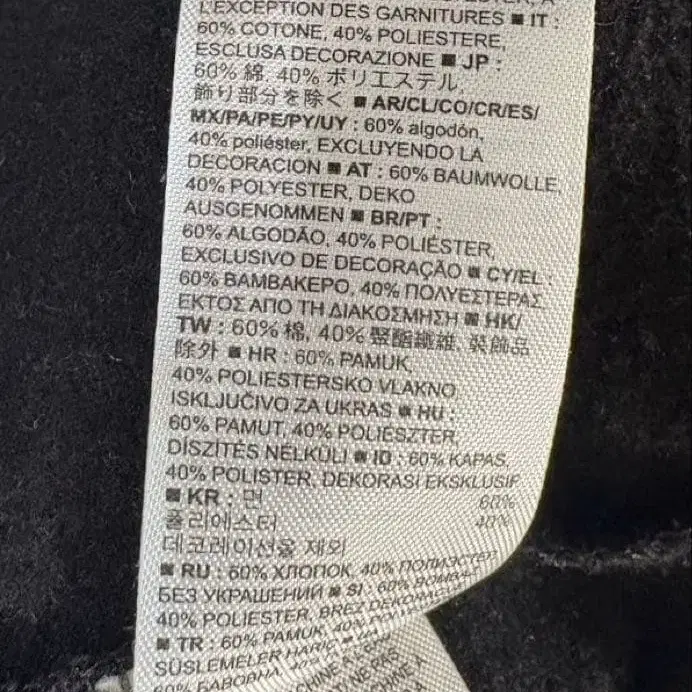 L'EXCEPTION DES GARNITURES ■ IT :
60% COTONE, 40% POLIESTERE,
ESCLUSA DECORAZIONE ■ JP :
60% 綿, 40% ポリエステル,
飾り部分を除く ■ AR/CL/CO/CR/ES/
MX/PA/PE/PY/UY : 60% algodón,
40% poliéster, EXCLUYENDO LA
DECORACION ■ AT : 60% BAUMWOLLE,
40% POLYESTER, DEKO
AUSGENOMMEN ■ BR/PT :
60% ALGODÃO, 40% POLIÉSTER,
EXCLUSIVO DE DECORAÇÃO ■ CY/EL :
60% ΒΑΜΒΑΚΕΡΟ, 40% ΠΟΛΥΕΣΤΕΡΑΣ
ΕΚΤΟΣ ΑΠΟ ΤΗ ΔΙΑΚΟΣΜΗΣΗ ■ HK/
TW : 60% 棉, 40% 聚酯纖維, 裝飾品
除外 ■ HR : 60% PAMUK,
40% POLIESTERSKO VLAKNO
ISKLJUČIVO ZA UKRAS ■ HU :
60% PAMUT, 40% POLIÉSZTER,
DÍSZÍTÉS NÉLKÜLI ■ ID : 60% KAPAS,
40% POLISTER, DEKORASI EKSKLUSIF
■ KR : 면 60%
폴리에스터 40%
데코레이션을 제외
■ RU : 60% ХЛОПОК, 40% ПОЛИЭСТЕР
БЕЗ УКРАШЕНИЙ ■ SI : 60% BOMBAŽ
40% POLIESTER, BREZ DEKORACIJE
■ TR : 60% PAMUK, 40%
SÜSLEMELER HARİÇ ■
60% БАВОВНА, 40%